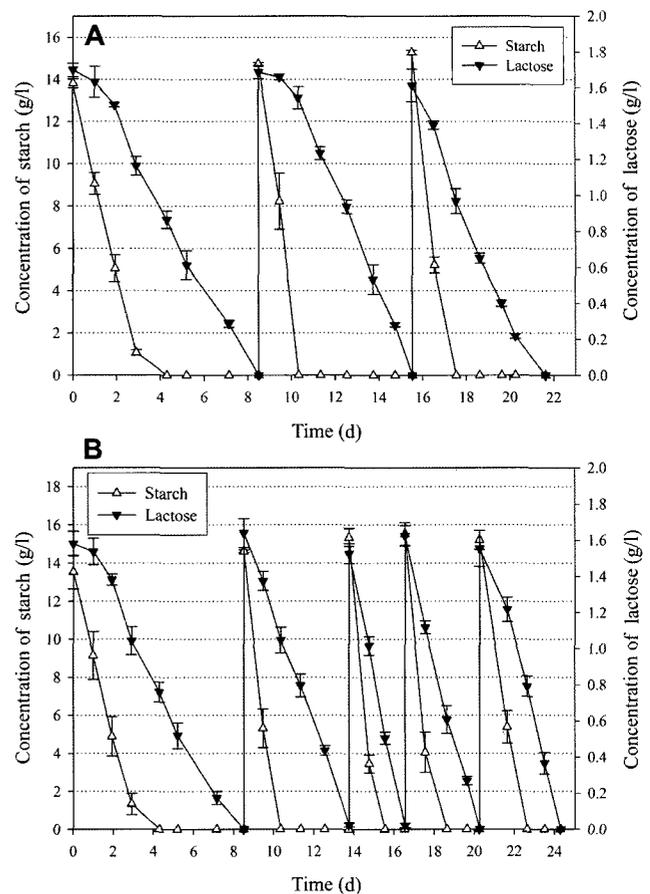 A
Starch
Lactose
Concentration of starch (g/l)
16
14
12
10
8
6
4
2
0
2.0
1.8
1.6
1.4
1.2
1.0
0.8
0.6
0.4
0.2
0.0
Concentration of lactose (g/l)
0 2 4 6 8 10 12 14 16 18 20 22
Time (d)
B
Starch
Lactose
Concentration of starch (g/l)
18
16
14
12
10
8
6
4
2
0
2.0
1.8
1.6
1.4
1.2
1.0
0.8
0.6
0.4
0.2
0.0
Concentration of lactose (g/l)
0 2 4 6 8 10 12 14 16 18 20 22 24
Time (d)